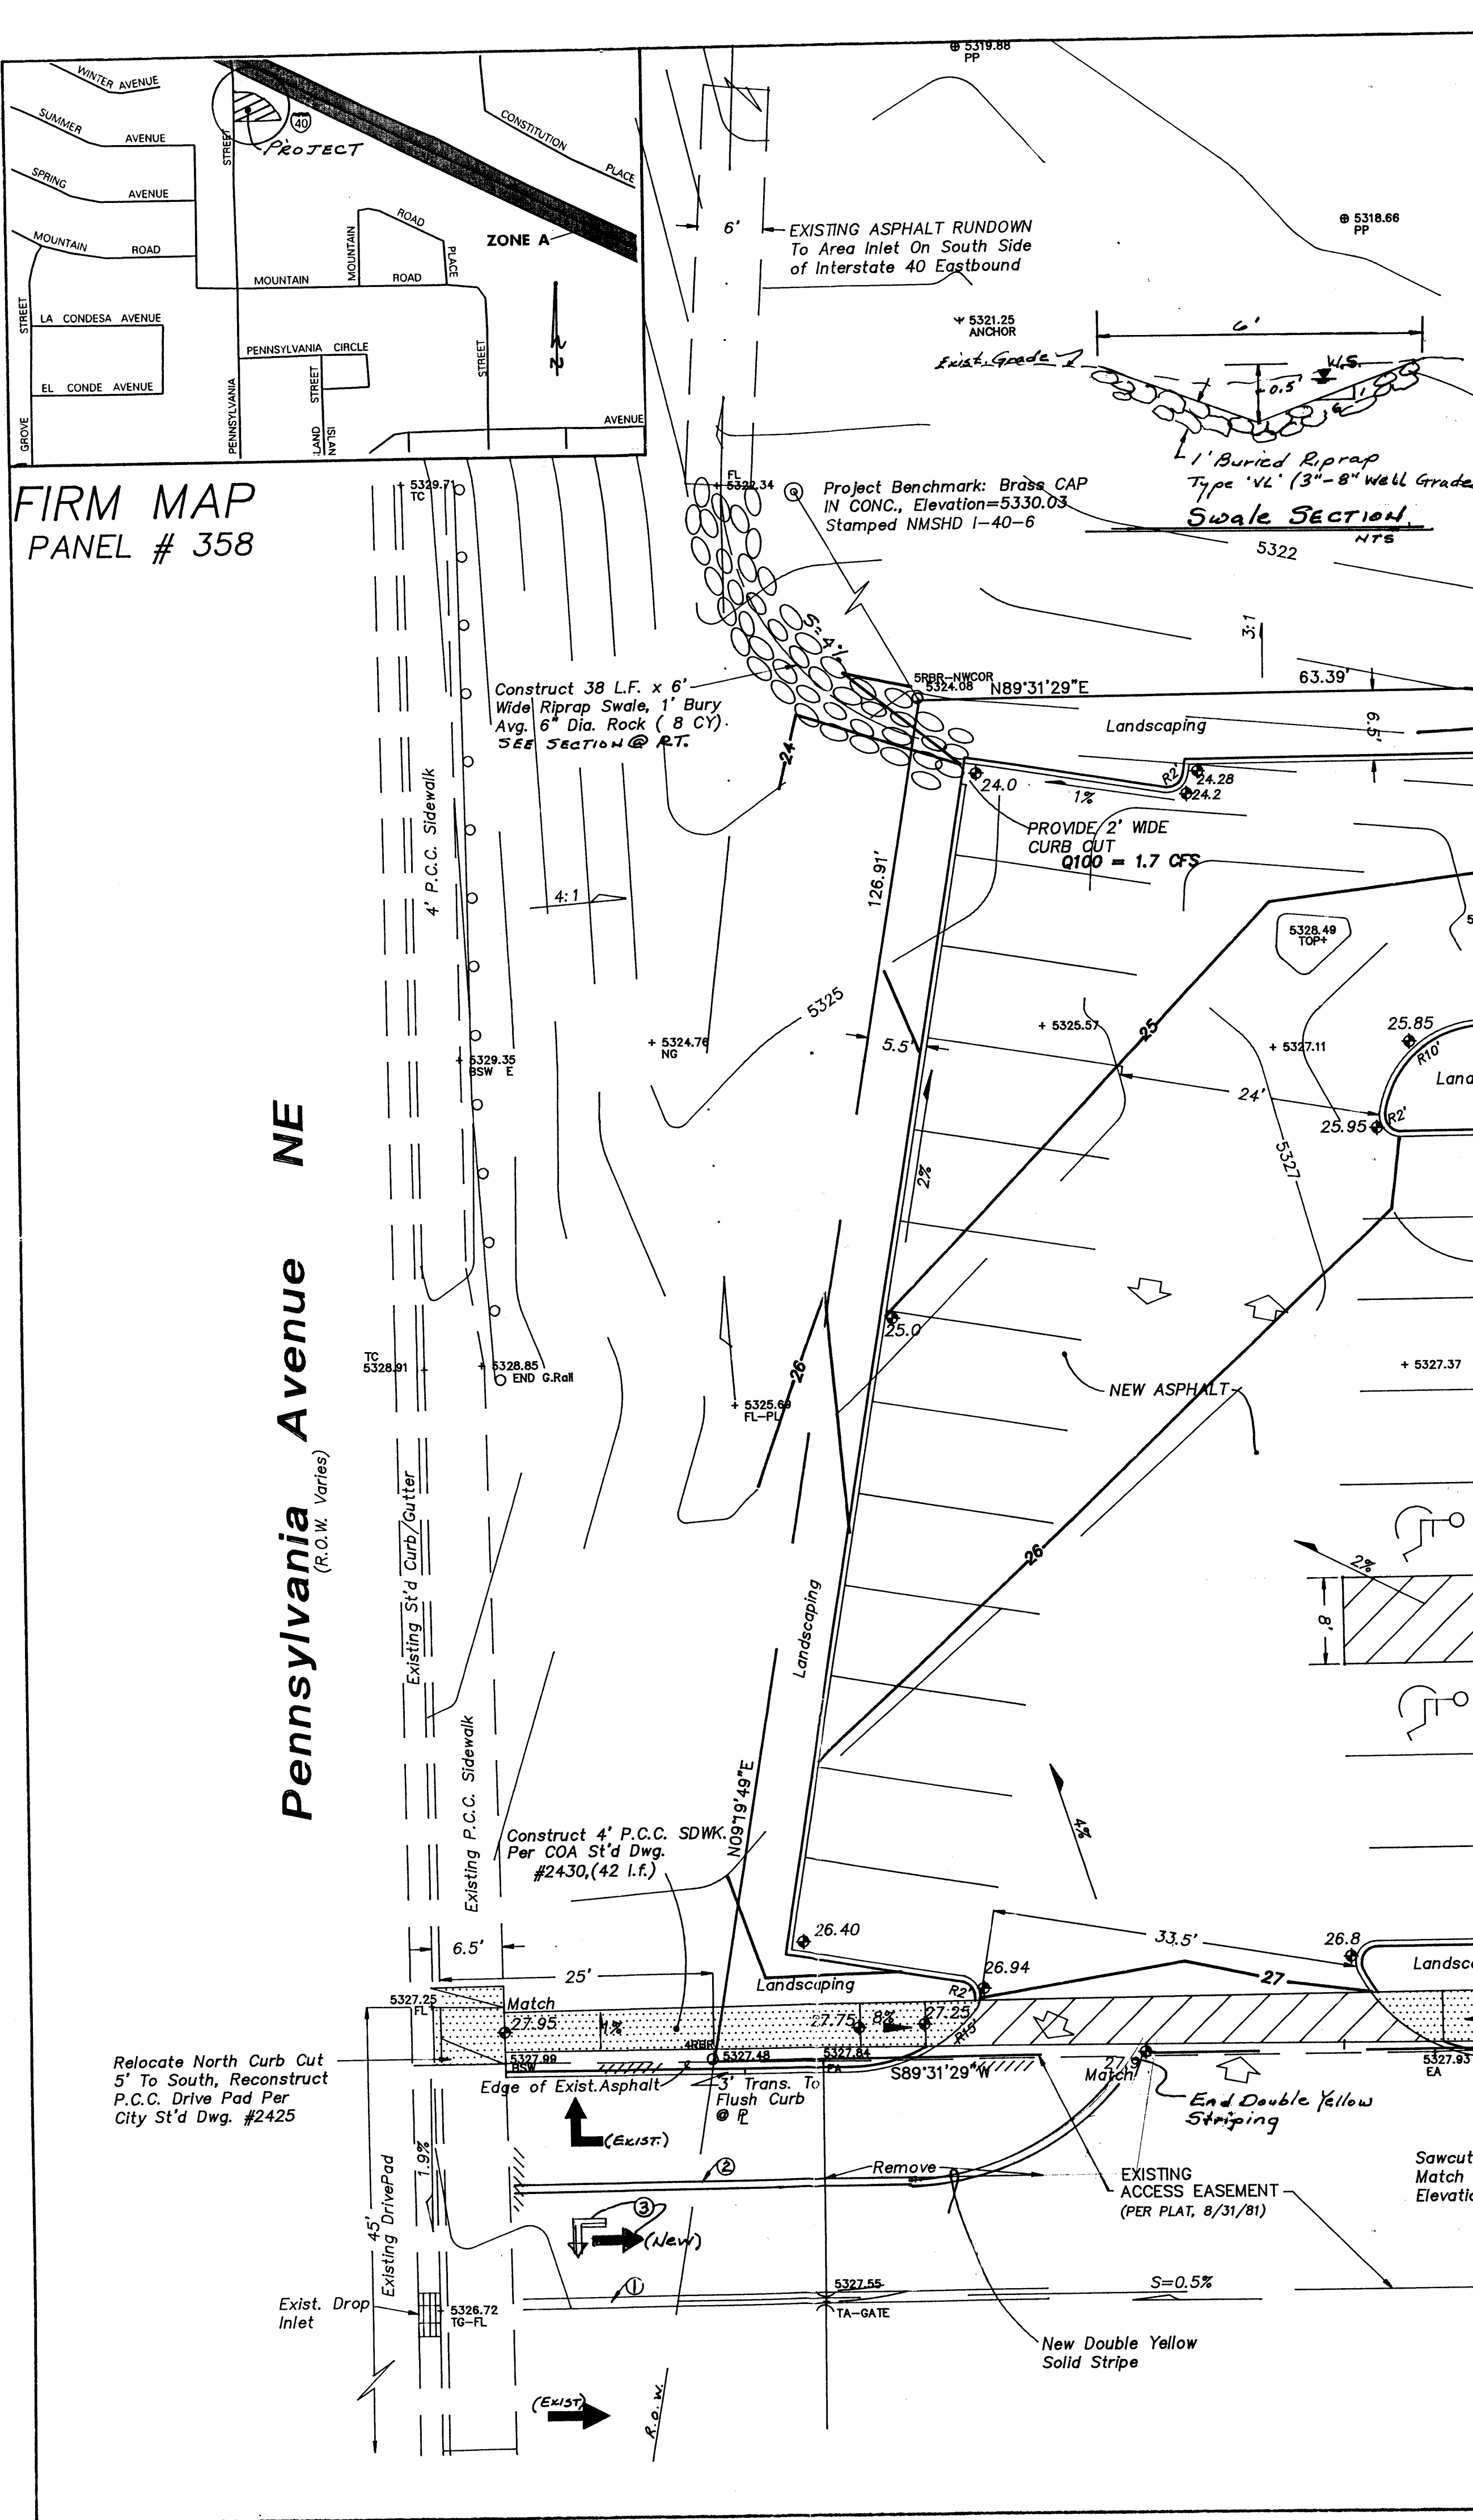 WINTER AVENUE
SUMMER AVENUE
SPRING AVENUE
MOUNTAIN ROAD
STREET
40
PROJECT
CONSTITUTION PLACE
ZONE A
MOUNTAIN ROAD
PLACE
MOUNTAIN ROAD
STREET
LA CONDESA AVENUE
EL CONDE AVENUE
GROVE
PENNSYLVANIA CIRCLE
STREET
LAND
ISLAN
PENNSYLVANIA
STREET
AVENUE
FIRM MAP
PANEL # 358
5319.88
PP
6'
EXISTING ASPHALT RUNDOWN
To Area Inlet On South Side
of Interstate 40 Eastbound
5318.66
PP
5321.25
ANCHOR
6'
Exist. Grade
W.S.
0.5'
1
6
1' Buried Riprap
Type 'VL' (3"-8" Well Grade
Swale SECTION
NTS
5322
5329.71
TC
FL
5322.34
Project Benchmark: Brass CAP
IN CONC., Elevation=5330.03
Stamped NMSHD I-40-6
3:1
S=4%
5RBR-NWCOR
5324.08
N89°31'29"E
63.39'
Construct 38 L.F. x 6'
Wide Riprap Swale, 1' Bury
Avg. 6" Dia. Rock ( 8 CY).
SEE SECTION @ RT.
Landscaping
6.5'
24
24.0
1%
R2'
24.28
24.2
4' P.C.C. Sidewalk
PROVIDE 2' WIDE
CURB CUT
Q100 = 1.7 CFS
4:1
126.91'
5328.49
TOP+
5325
5324.76
NG
5.5'
5325.57
25
5327.11
25.85
R10'
Land
24'
25.95
R2'
5327
5329.35
BSW E
2%
Pennsylvania Avenue NE
(R.O.W. Varies)
25.0
TC
5328.91
5328.85
END G.Rail
26
5325.69
FL-PL
NEW ASPHALT
5327.37
Existing St'd Curb/Gutter
26
2%
8'
Landscaping
Existing P.C.C. Sidewalk
N09°19'49"E
Construct 4' P.C.C. SDWK.
Per COA St'd Dwg.
#2430,(42 l.f.)
4%
6.5'
26.40
33.5'
26.8
25'
26.94
27
Landsca
Landscaping
R2'
5327.25
FL
Match
27.95
1%
27.75
8%
27.25
R15'
5327.99
BSW
4RBR
5327.48
5327.84
EA
S89°31'29"W
27.9
Match
5327.93
EA
Relocate North Curb Cut
5' To South, Reconstruct
P.C.C. Drive Pad Per
City St'd Dwg. #2425
Edge of Exist.Asphalt
3' Trans. To
Flush Curb
@ PL
End Double Yellow
Striping
(EXIST.)
1.9%
2
Remove
EXISTING
ACCESS EASEMENT
(PER PLAT, 8/31/81)
Sawcut
Match
Elevatio
45'
Existing DrivePad
3
(New)
1
5327.55
S=0.5%
Exist. Drop
Inlet
5326.72
TG-FL
TA-GATE
New Double Yellow
Solid Stripe
(EXIST)
R.O.W.